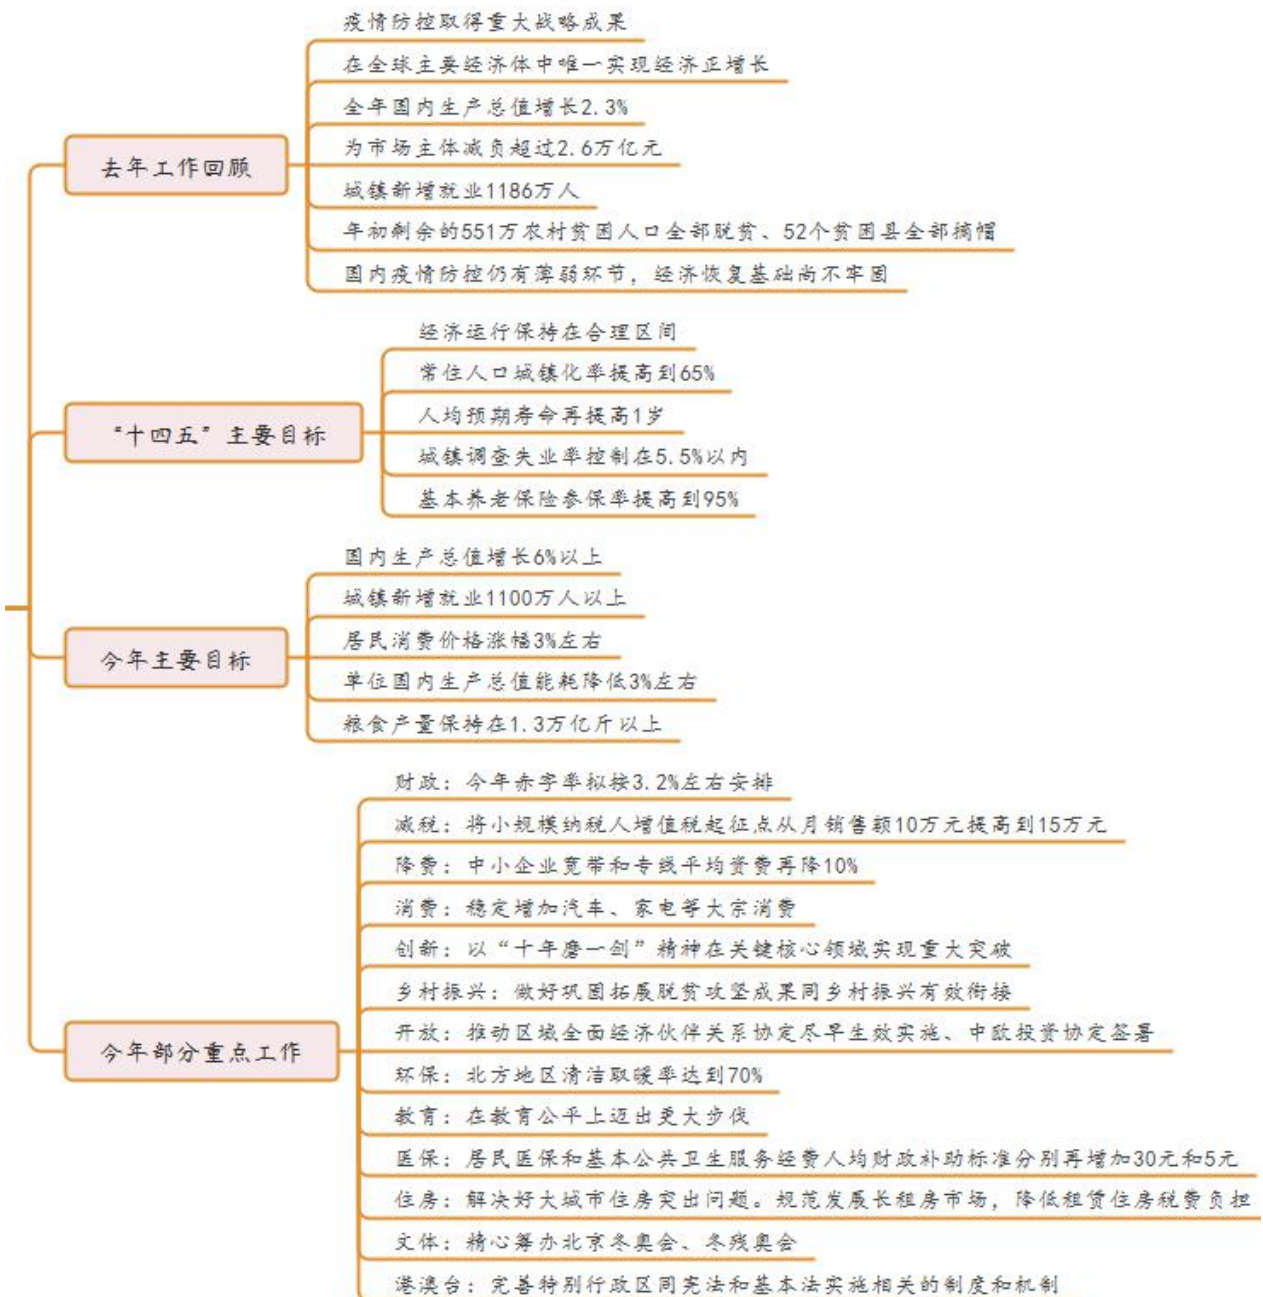 去年工作回顾
疫情防控取得重大战略成果
在全球主要经济体中唯一实现经济正增长
全年国内生产总值增长2.3%
为市场主体减负超过2.6万亿元
城镇新增就业1186万人
年初剩余的551万农村贫困人口全部脱贫、52个贫困县全部摘帽
国内疫情防控仍有薄弱环节，经济恢复基础尚不牢固
“十四五”主要目标
经济运行保持在合理区间
常住人口城镇化率提高到65%
人均预期寿命再提高1岁
城镇调查失业率控制在5.5%以内
基本养老保险参保率提高到95%
今年主要目标
国内生产总值增长6%以上
城镇新增就业1100万人以上
居民消费价格涨幅3%左右
单位国内生产总值能耗降低3%左右
粮食产量保持在1.3万亿斤以上
今年部分重点工作
财政：今年赤字率拟按3.2%左右安排
减税：将小规模纳税人增值税起征点从月销售额10万元提高到15万元
降费：中小企业宽带和专线平均资费再降10%
消费：稳定增加汽车、家电等大宗消费
创新：以“十年磨一剑”精神在关键核心领域实现重大突破
乡村振兴：做好巩固拓展脱贫攻坚成果同乡村振兴有效衔接
开放：推动区域全面经济伙伴关系协定尽早生效实施、中欧投资协定签署
环保：北方地区清洁取暖率达到70%
教育：在教育公平上迈出更大步伐
医保：居民医保和基本公共卫生服务经费人均财政补助标准分别再增加30元和5元
住房：解决好大城市住房突出问题。规范发展长租房市场，降低租赁住房税费负担
文体：精心筹办北京冬奥会、冬残奥会
港澳台：完善特别行政区同宪法和基本法实施相关的制度和机制